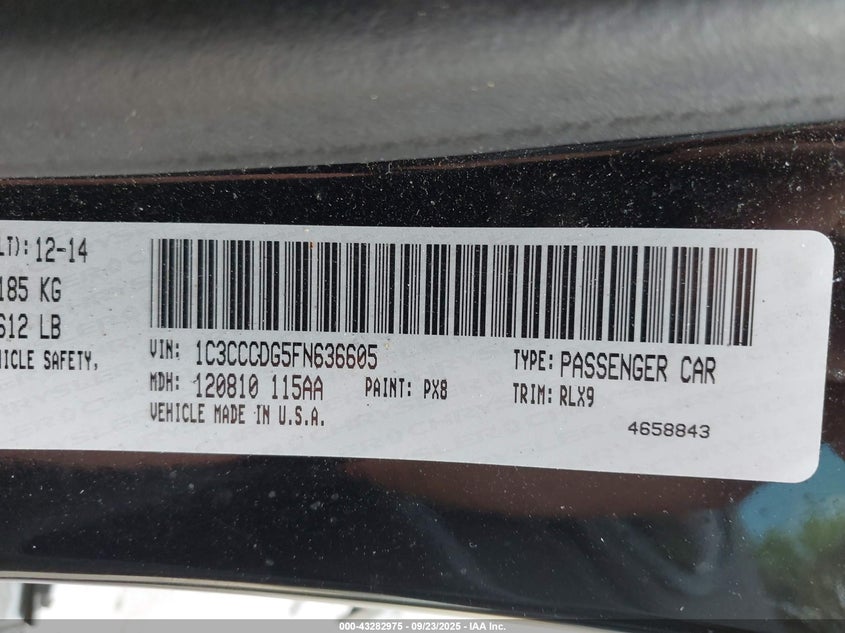 LT): 12-14
185 KG
612 LB
HICLE SAFETY,
VIN: 1C3CCCDG5FN636605 TYPE: PASSENGER CAR
MDH: 120810 115AA PAINT: PX8 TRIM: RLX9
VEHICLE MADE IN U.S.A. 4658843
000-43282975 - 09/23/2025 - IAA Inc.